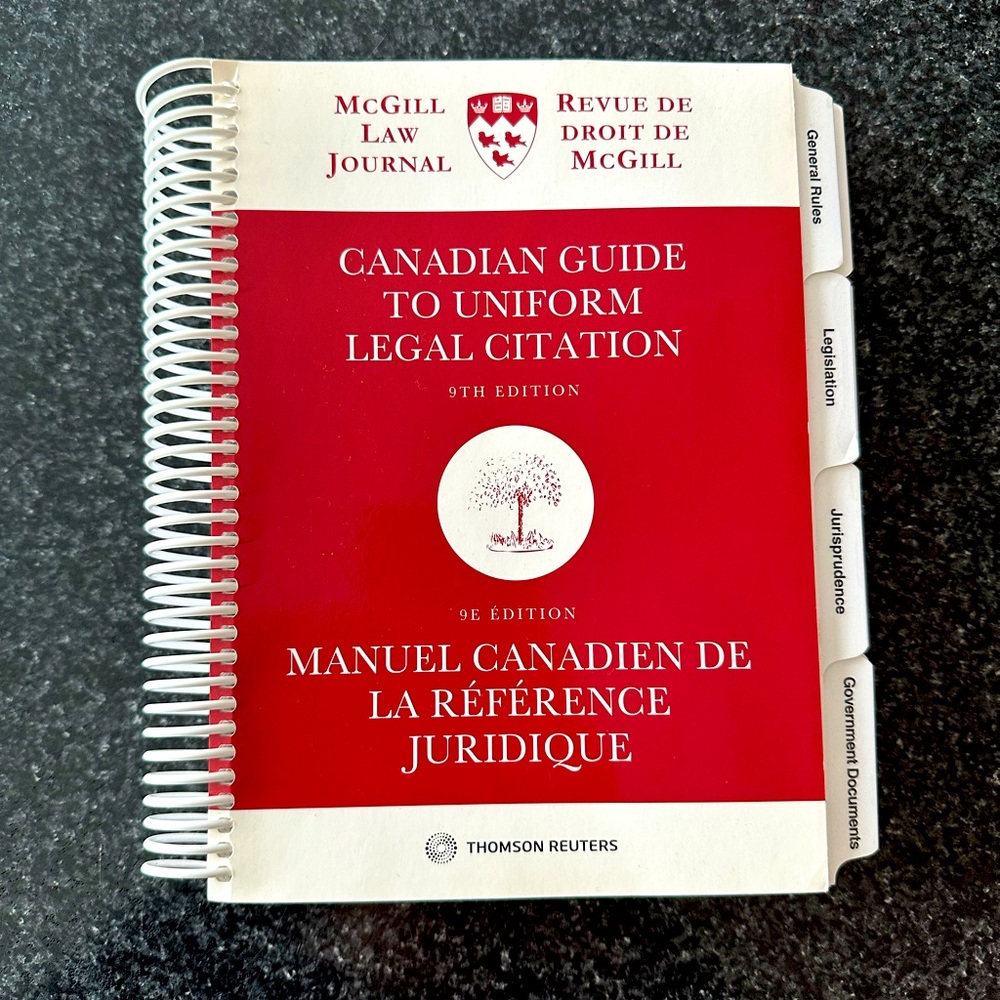 McGill
Law
Journal
Revue de
droit de
McGill
CANADIAN GUIDE
TO UNIFORM
LEGAL CITATION
9TH EDITION
9E ÉDITION
MANUEL CANADIEN DE
LA RÉFÉRENCE
JURIDIQUE
THOMSON REUTERS
General Rules
Legislation
Jurisprudence
Government Documents